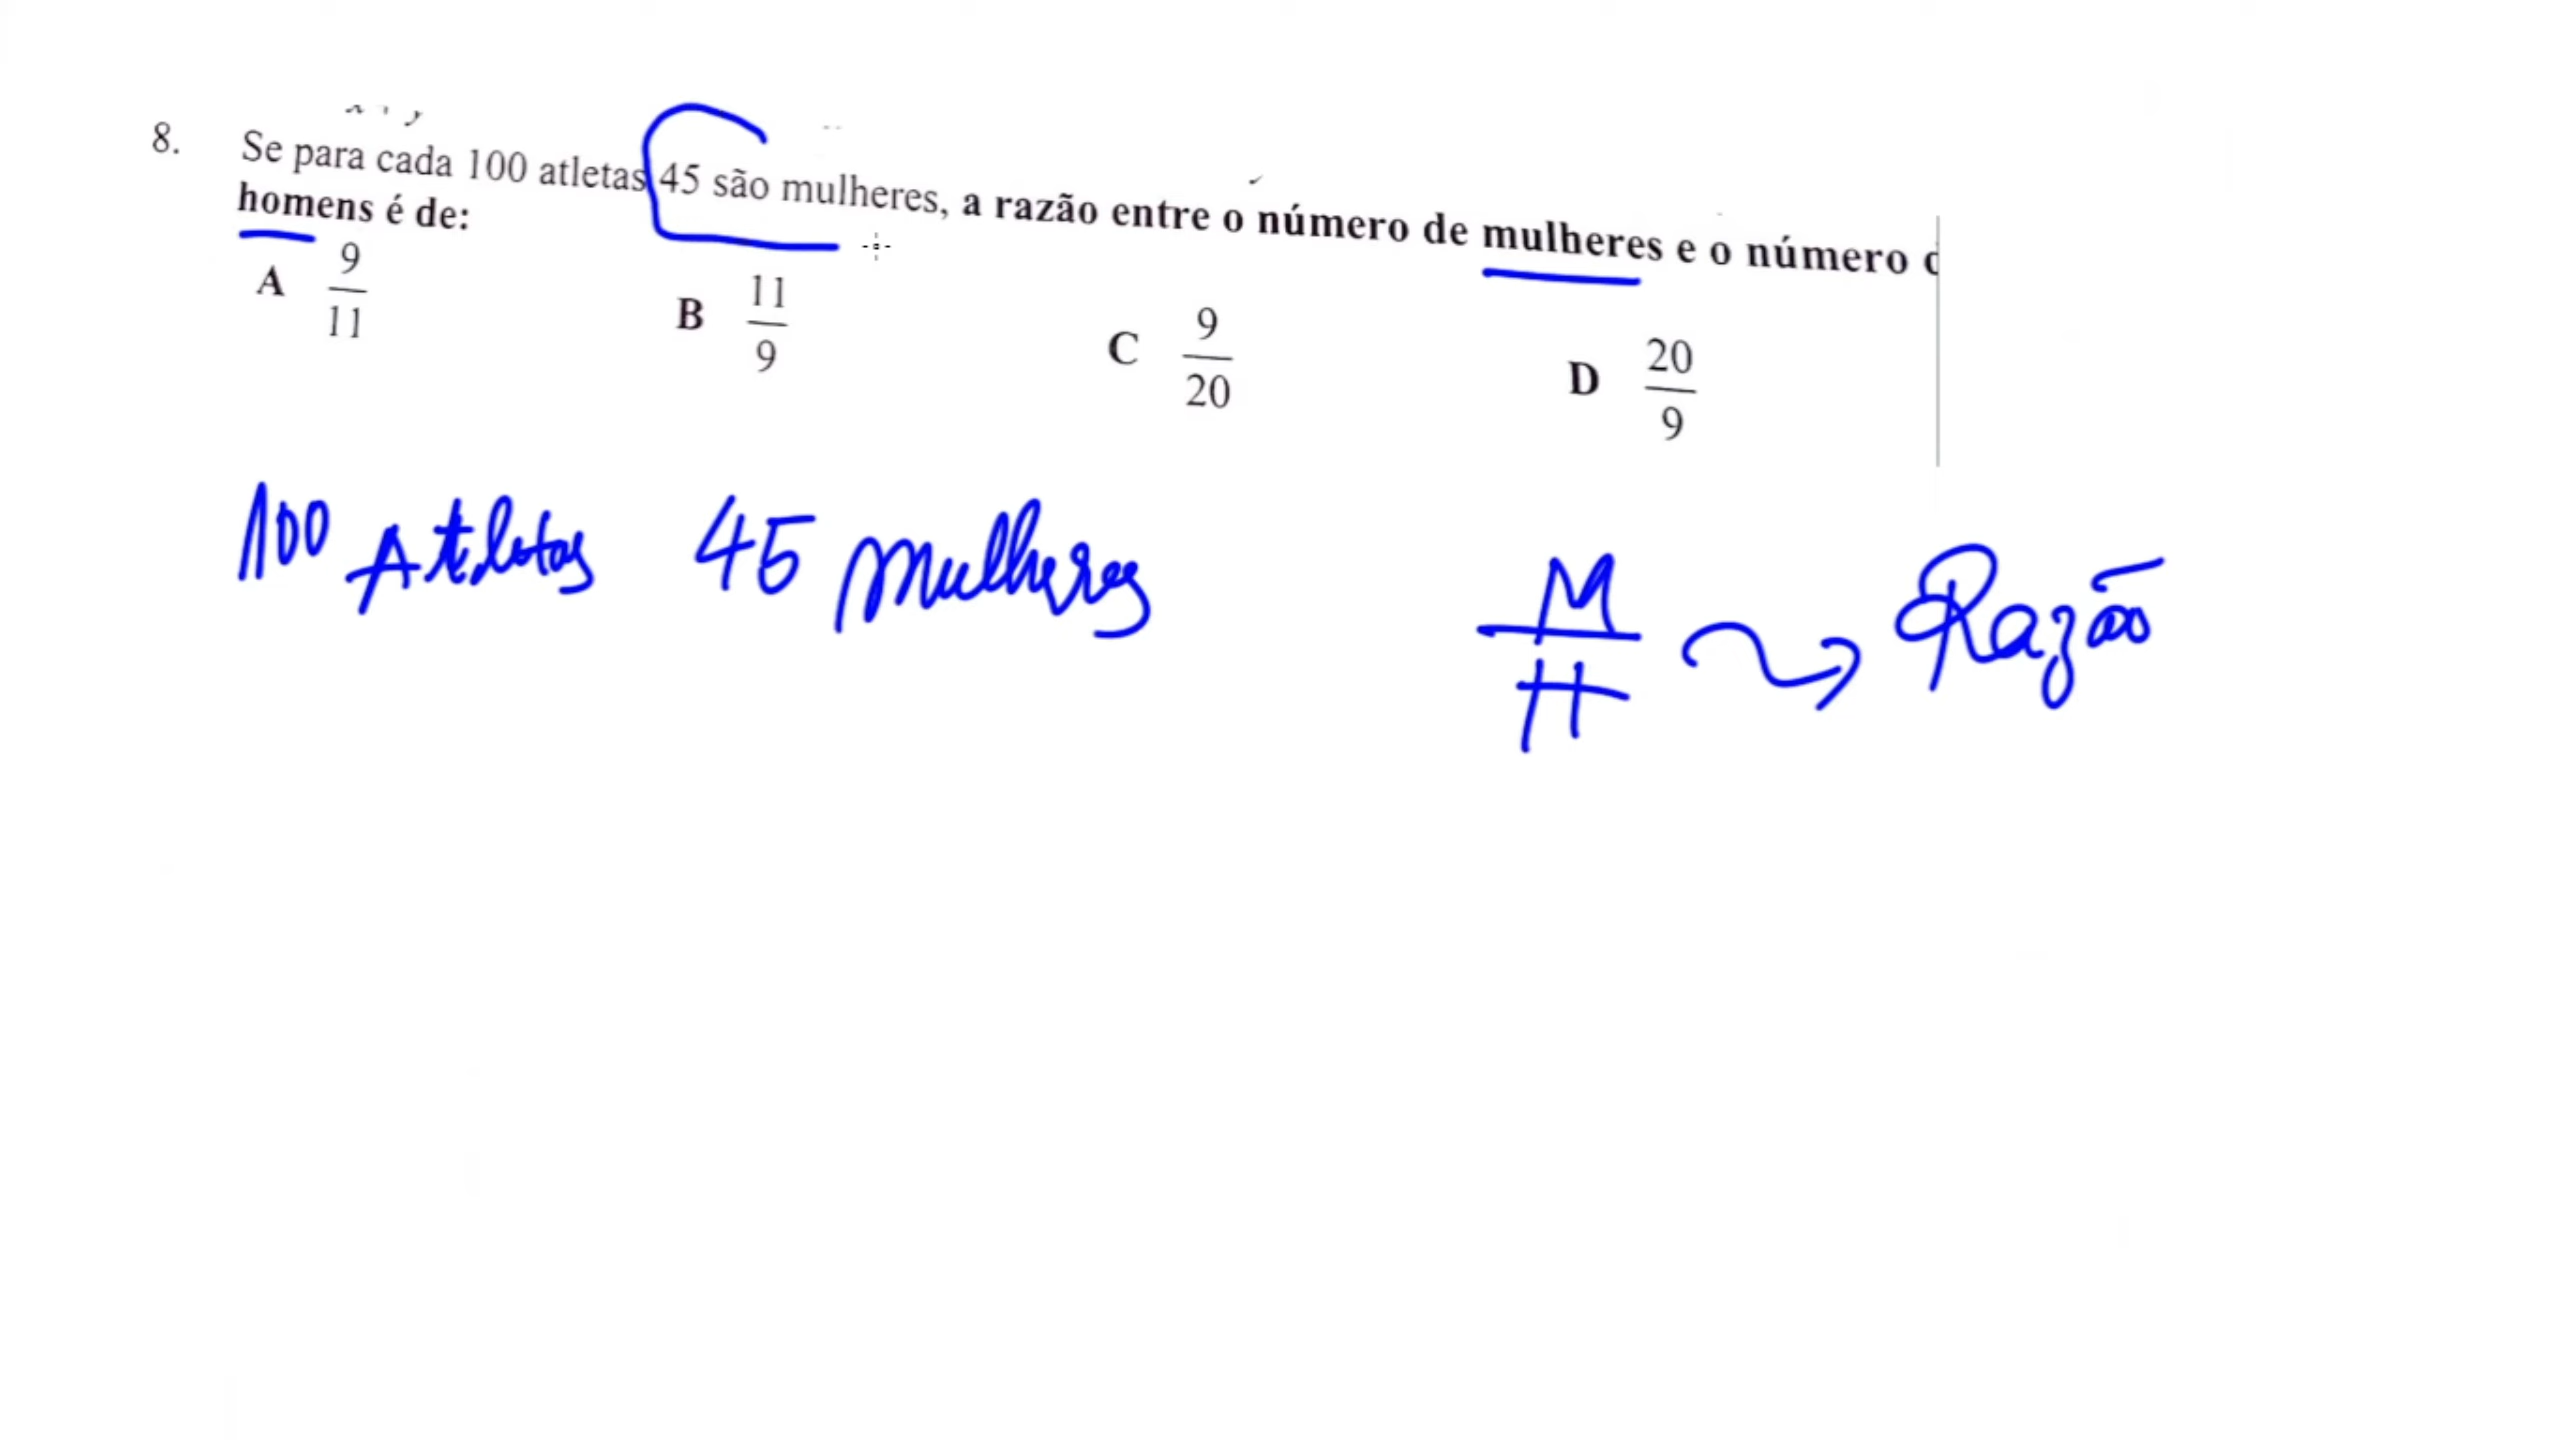 8. Se para cada 100 atletas 45 são mulheres, a razão entre o número de mulheres e o número
homens é de:
A 9/11 B 11/9 C 9/20 D 20/9
100 Atletas 45 Mulheres
M/H Razão